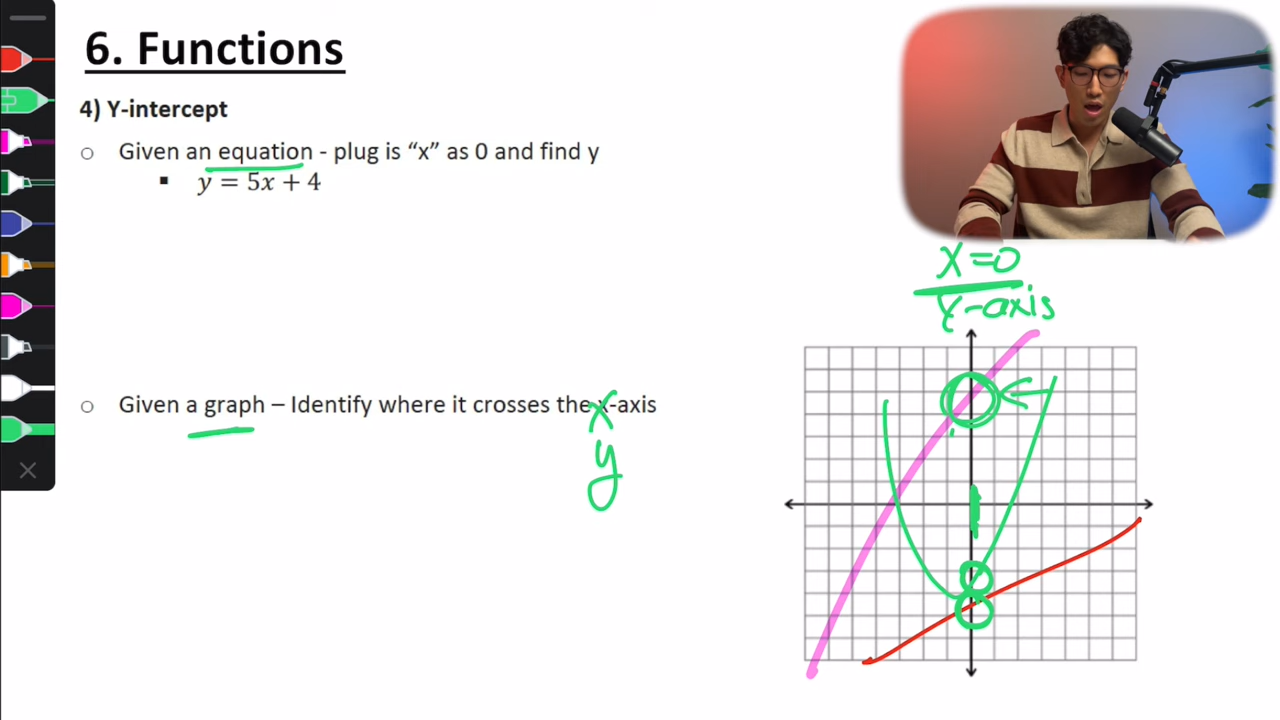 6. Functions
4) Y-intercept
○ Given an equation - plug is “x” as 0 and find y
▪ y = 5x + 4
X=0
Y-axis
○ Given a graph – Identify where it crosses the x-axis
y